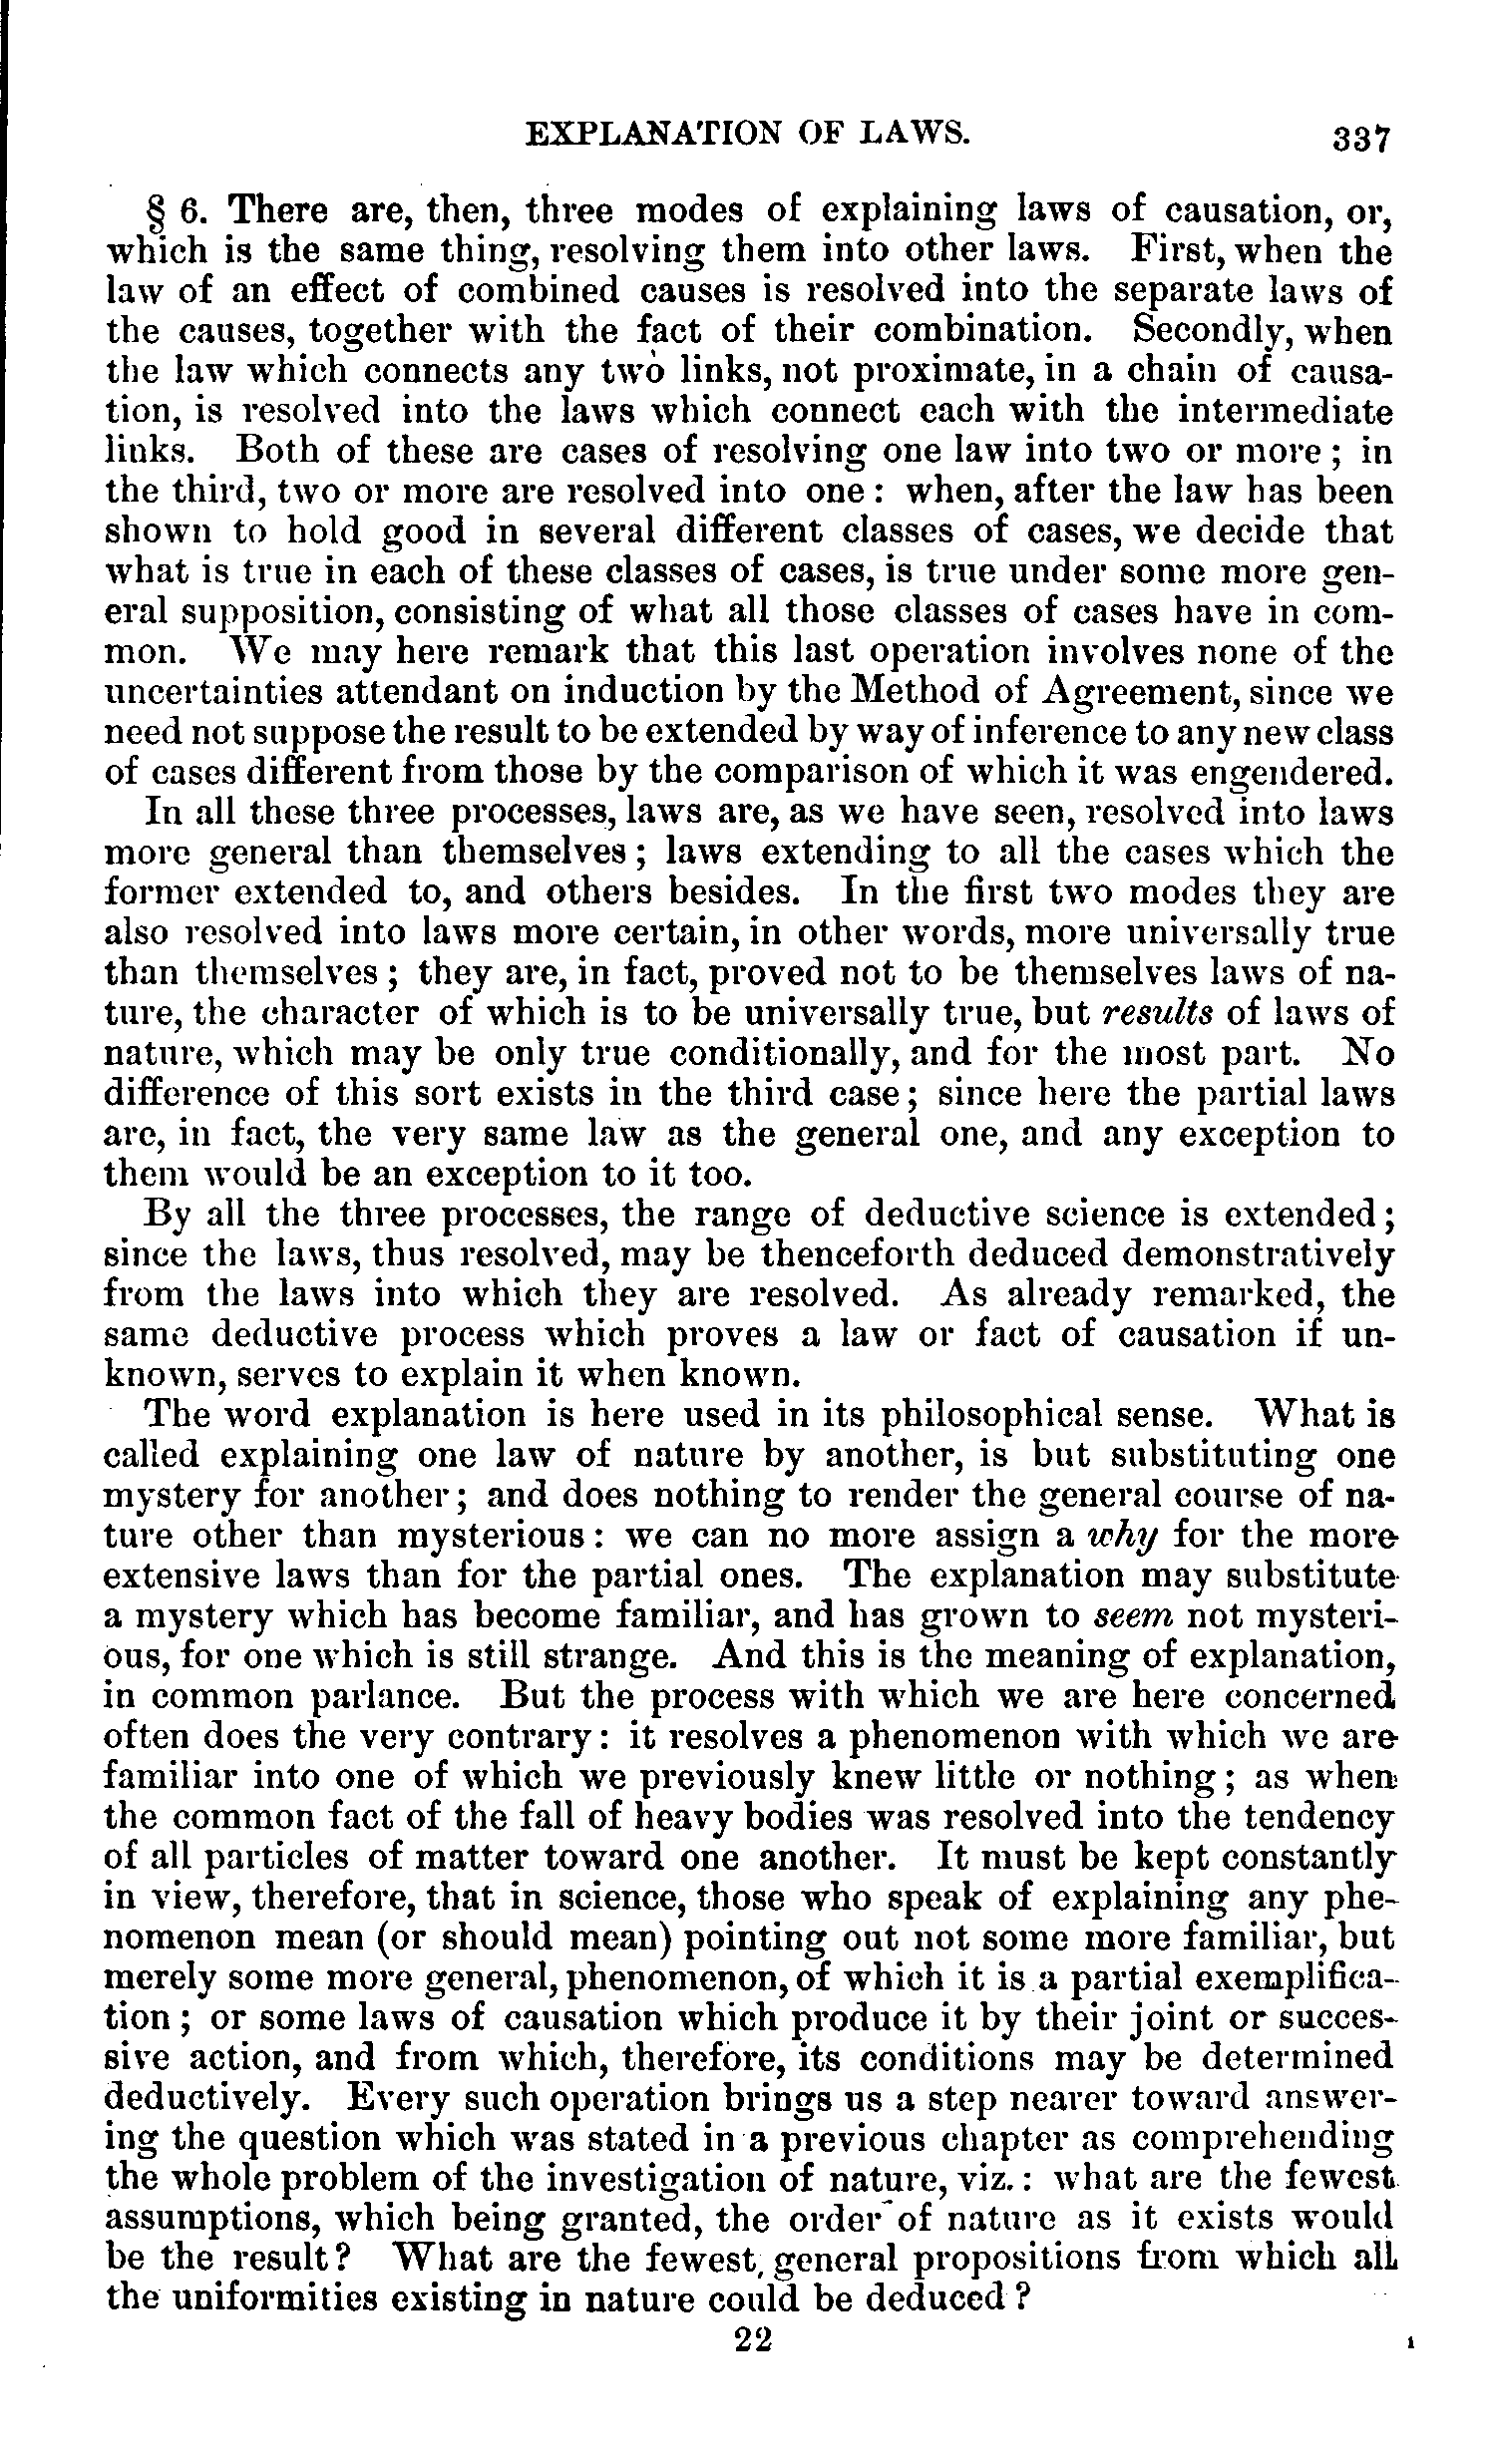 EXPLANATION OF LAWS. 337
§ 6. There are, then, three modes of explaining laws of causation, or,
which is the same thing, resolving them into other laws. First, when the
law of an effect of combined causes is resolved into the separate laws of
the causes, together with the fact of their combination. Secondly, when
the law which connects any two links, not proximate, in a chain of causa-
tion, is resolved into the laws which connect each with the intermediate
links. Both of these are cases of resolving one law into two or more; in
the third, two or more are resolved into one: when, after the law has been
shown to hold good in several different classes of cases, we decide that
what is true in each of these classes of cases, is true under some more gen-
eral supposition, consisting of what all those classes of cases have in com-
mon. We may here remark that this last operation involves none of the
uncertainties attendant on induction by the Method of Agreement, since we
need not suppose the result to be extended by way of inference to any new class
of cases different from those by the comparison of which it was engendered.
In all these three processes, laws are, as we have seen, resolved into laws
more general than themselves; laws extending to all the cases which the
former extended to, and others besides. In the first two modes they are
also resolved into laws more certain, in other words, more universally true
than themselves; they are, in fact, proved not to be themselves laws of na-
ture, the character of which is to be universally true, but results of laws of
nature, which may be only true conditionally, and for the most part. No
difference of this sort exists in the third case; since here the partial laws
are, in fact, the very same law as the general one, and any exception to
them would be an exception to it too.
By all the three processes, the range of deductive science is extended;
since the laws, thus resolved, may be thenceforth deduced demonstratively
from the laws into which they are resolved. As already remarked, the
same deductive process which proves a law or fact of causation if un-
known, serves to explain it when known.
The word explanation is here used in its philosophical sense. What is
called explaining one law of nature by another, is but substituting one
mystery for another; and does nothing to render the general course of na-
ture other than mysterious: we can no more assign a why for the more
extensive laws than for the partial ones. The explanation may substitute
a mystery which has become familiar, and has grown to seem not mysteri-
ous, for one which is still strange. And this is the meaning of explanation,
in common parlance. But the process with which we are here concerned
often does the very contrary: it resolves a phenomenon with which we are
familiar into one of which we previously knew little or nothing; as when
the common fact of the fall of heavy bodies was resolved into the tendency
of all particles of matter toward one another. It must be kept constantly
in view, therefore, that in science, those who speak of explaining any phe-
nomenon mean (or should mean) pointing out not some more familiar, but
merely some more general, phenomenon, of which it is a partial exemplifica-
tion; or some laws of causation which produce it by their joint or succes-
sive action, and from which, therefore, its conditions may be determined
deductively. Every such operation brings us a step nearer toward answer-
ing the question which was stated in a previous chapter as comprehending
the whole problem of the investigation of nature, viz.: what are the fewest
assumptions, which being granted, the order of nature as it exists would
be the result? What are the fewest general propositions from which all
the uniformities existing in nature could be deduced?
22